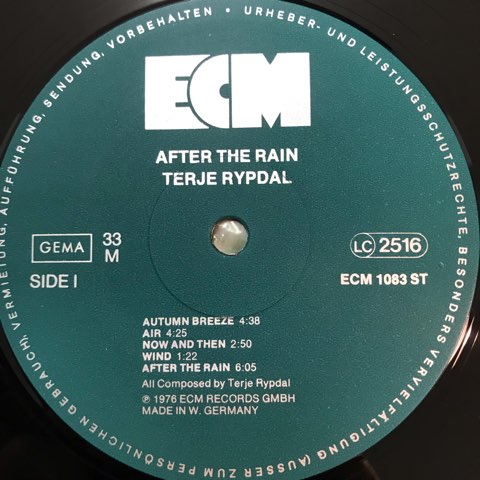 ECM
AFTER THE RAIN
TERJE RYPDAL
GEMA
33
M
LC 2516
SIDE I
ECM 1083 ST
AUTUMN BREEZE 4:38
AIR 4:25
NOW AND THEN 2:50
WIND 1:22
AFTER THE RAIN 6:05
All Composed by Terje Rypdal
℗ 1976 ECM RECORDS GMBH
MADE IN W. GERMANY
• URHEBER- UND LEISTUNGSSCHUTZRECHTE, BESONDERS VERVIELFÄLTIGUNG (AUSSER ZUM PERSÖNLICHEN GEBRAUCH), VERMIETUNG, AUFFÜHRUNG, SENDUNG, VORBEHALTEN